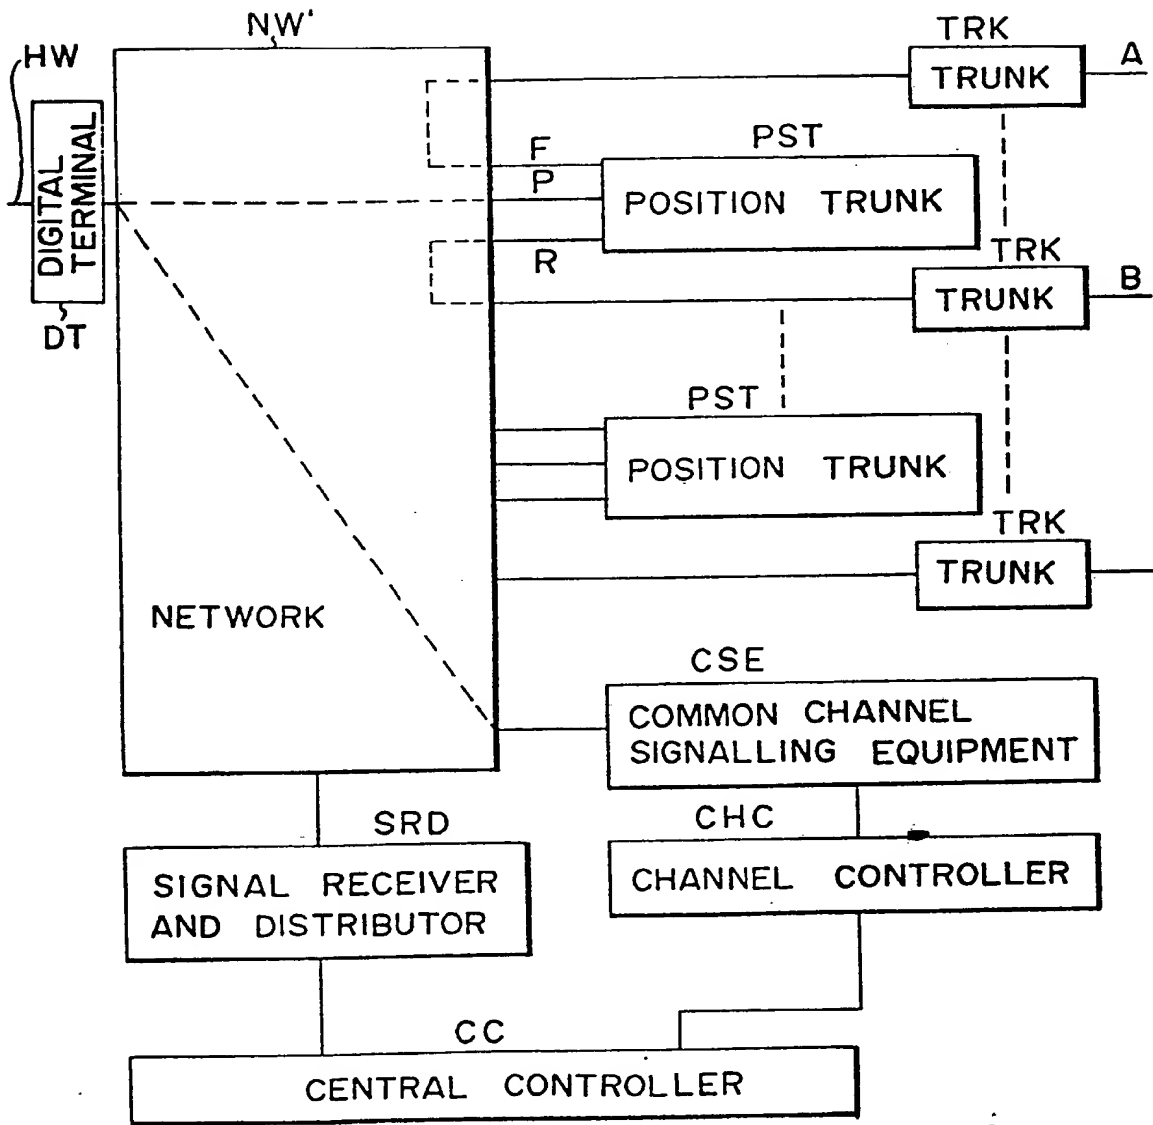 NW'
HW
TRK
TRUNK
A
DIGITAL
TERMINAL
DT
F
P
R
PST
POSITION TRUNK
TRK
TRUNK
B
PST
POSITION TRUNK
TRK
TRUNK
NETWORK
CSE
COMMON CHANNEL
SIGNALLING EQUIPMENT
SRD
SIGNAL RECEIVER
AND DISTRIBUTOR
CHC
CHANNEL CONTROLLER
CC
CENTRAL CONTROLLER